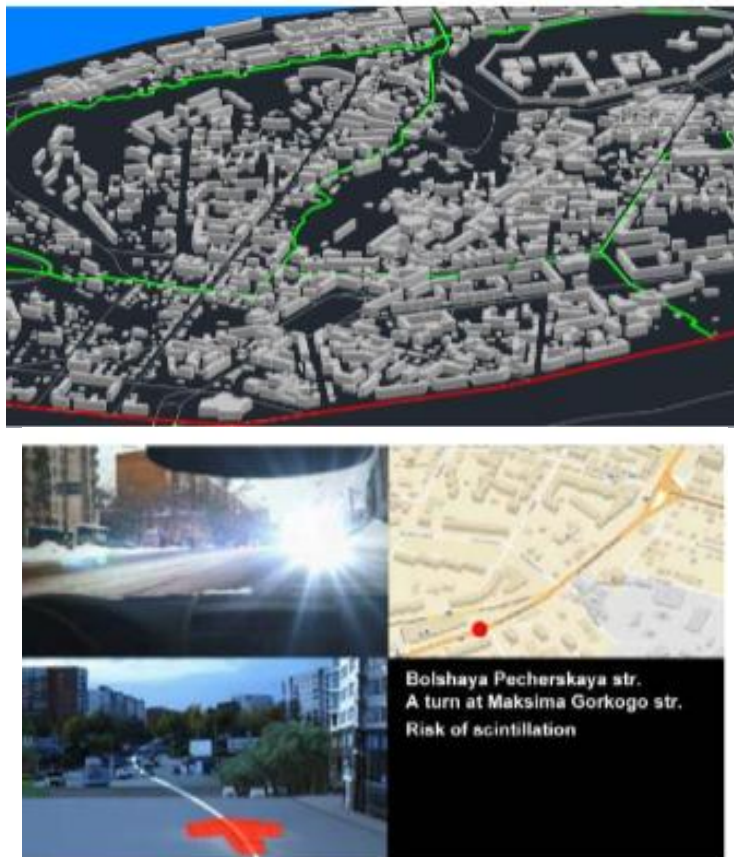 Bolshaya Pecherskaya str.
A turn at Maksima Gorkogo str.
Risk of scintillation